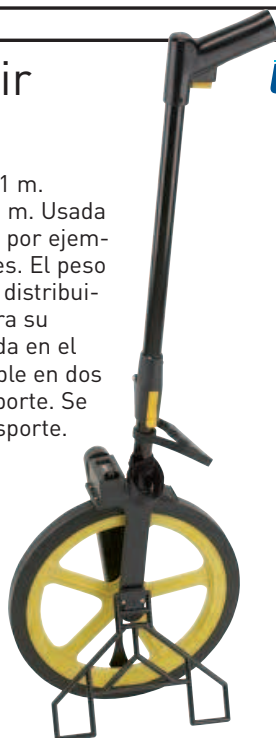 ir
1 m.
m. Usada
por ejem-
es. El peso
distribui-
ra su
da en el
ble en dos
porte. Se
sporte.